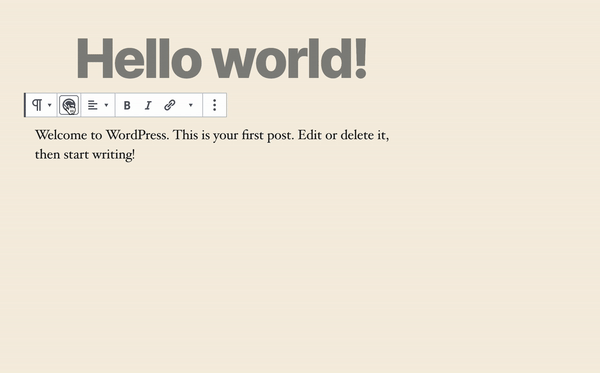 Hello world!
B I
Welcome to WordPress. This is your first post. Edit or delete it,
then start writing!